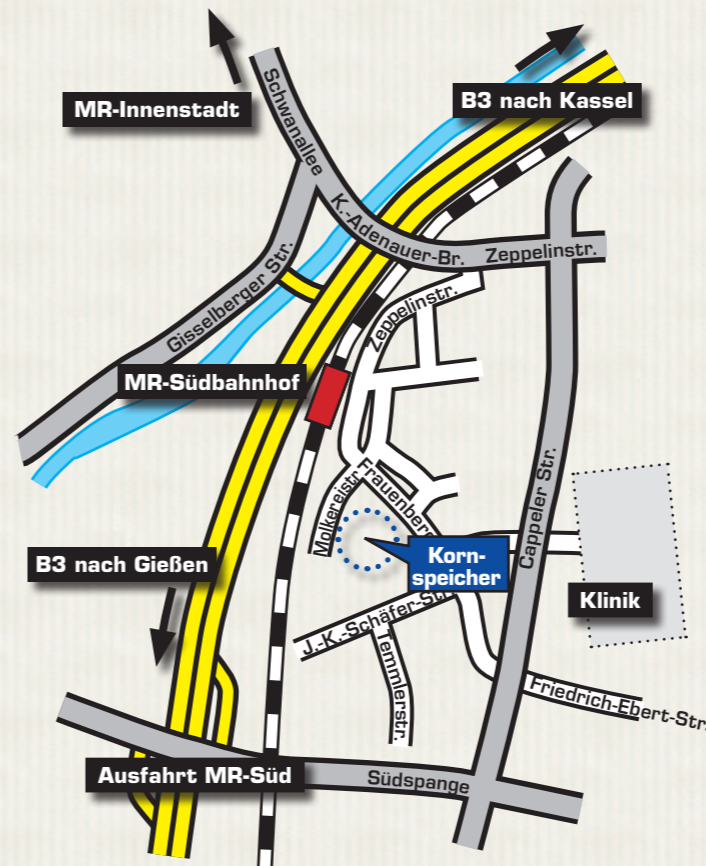 MR-Innenstadt
Schwanallee
B3 nach Kassel
K.-Adenauer-Br.
Zeppelinstr.
Gisselberger Str.
Zeppelinstr.
MR-Südbahnhof
Molkereistr.
Frauenberg
Cappeler Str.
B3 nach Gießen
Korn-
speicher
Klinik
J.-K.-Schäfer-Str
Temmlerstr.
Friedrich-Ebert-Str.
Ausfahrt MR-Süd
Südspange